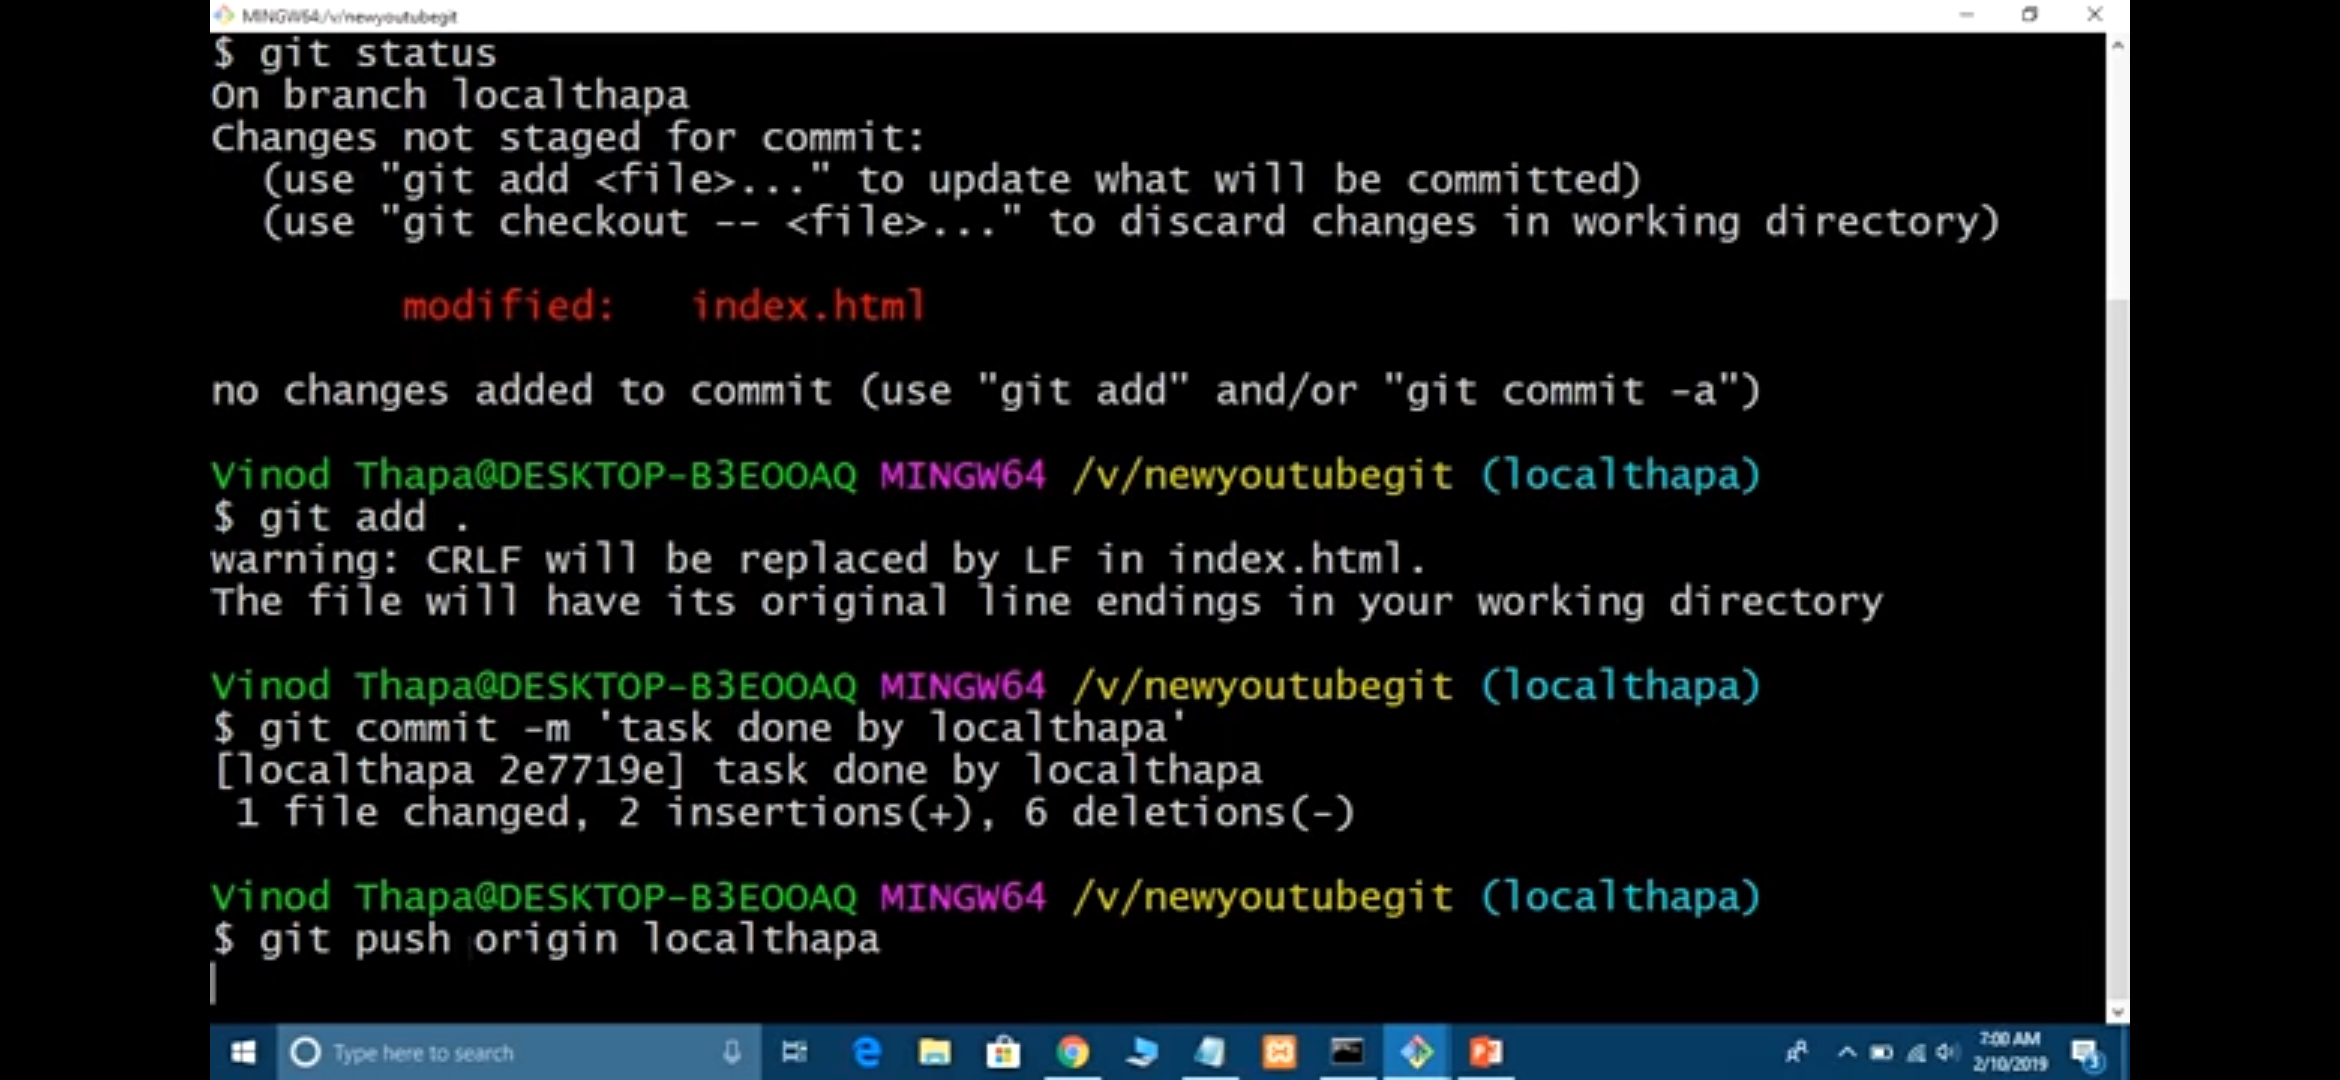 MINGW64:/v/newyoutubegit
$ git status
On branch localthapa
Changes not staged for commit:
  (use "git add <file>..." to update what will be committed)
  (use "git checkout -- <file>..." to discard changes in working directory)
        modified:   index.html
no changes added to commit (use "git add" and/or "git commit -a")
Vinod Thapa@DESKTOP-B3EOOAQ MINGW64 /v/newyoutubegit (localthapa)
$ git add .
warning: CRLF will be replaced by LF in index.html.
The file will have its original line endings in your working directory
Vinod Thapa@DESKTOP-B3EOOAQ MINGW64 /v/newyoutubegit (localthapa)
$ git commit -m 'task done by localthapa'
[localthapa 2e7719e] task done by localthapa
 1 file changed, 2 insertions(+), 6 deletions(-)
Vinod Thapa@DESKTOP-B3EOOAQ MINGW64 /v/newyoutubegit (localthapa)
$ git push origin localthapa
Type here to search
7:00 AM
2/10/2019
3